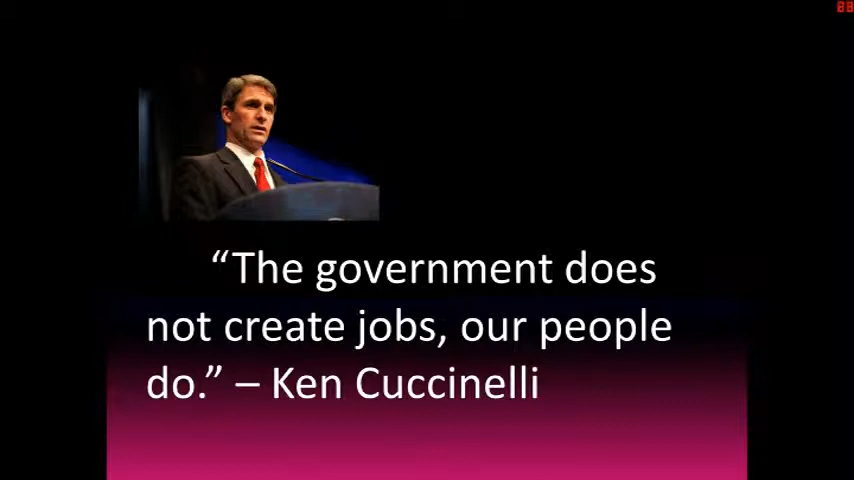 “The government does
not create jobs, our people
do.” – Ken Cuccinelli